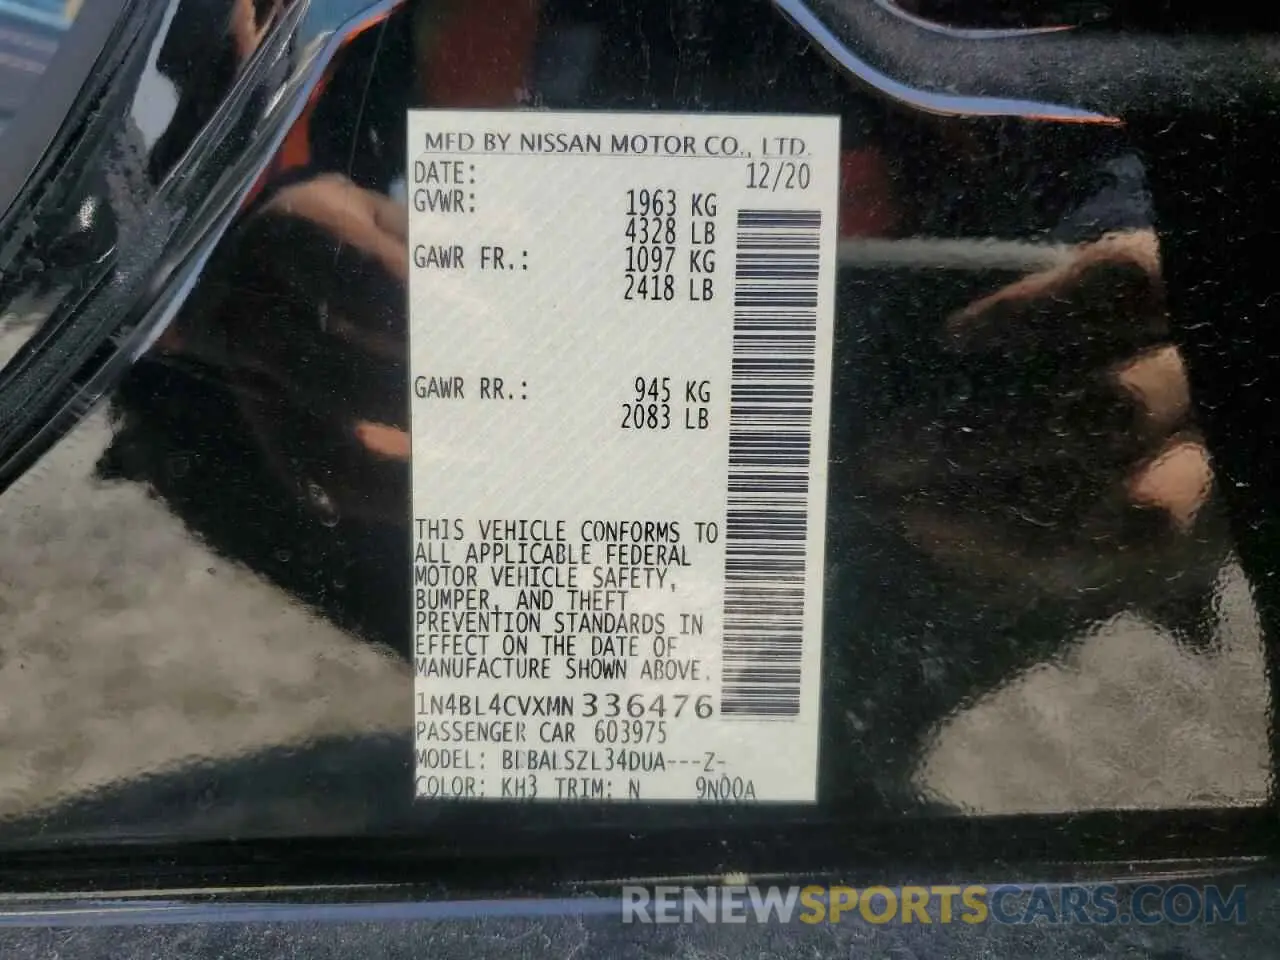 MFD BY NISSAN MOTOR CO., LTD.
DATE: 12/20
GVWR: 1963 KG
4328 LB
GAWR FR.: 1097 KG
2418 LB
GAWR RR.: 945 KG
2083 LB
THIS VEHICLE CONFORMS TO
ALL APPLICABLE FEDERAL
MOTOR VEHICLE SAFETY,
BUMPER, AND THEFT
PREVENTION STANDARDS IN
EFFECT ON THE DATE OF
MANUFACTURE SHOWN ABOVE.
1N4BL4CVXMN336476
PASSENGER CAR 603975
MODEL:
COLOR: KH3 TRIM: N 9N00A
RENEWSPORTSCARS.COM